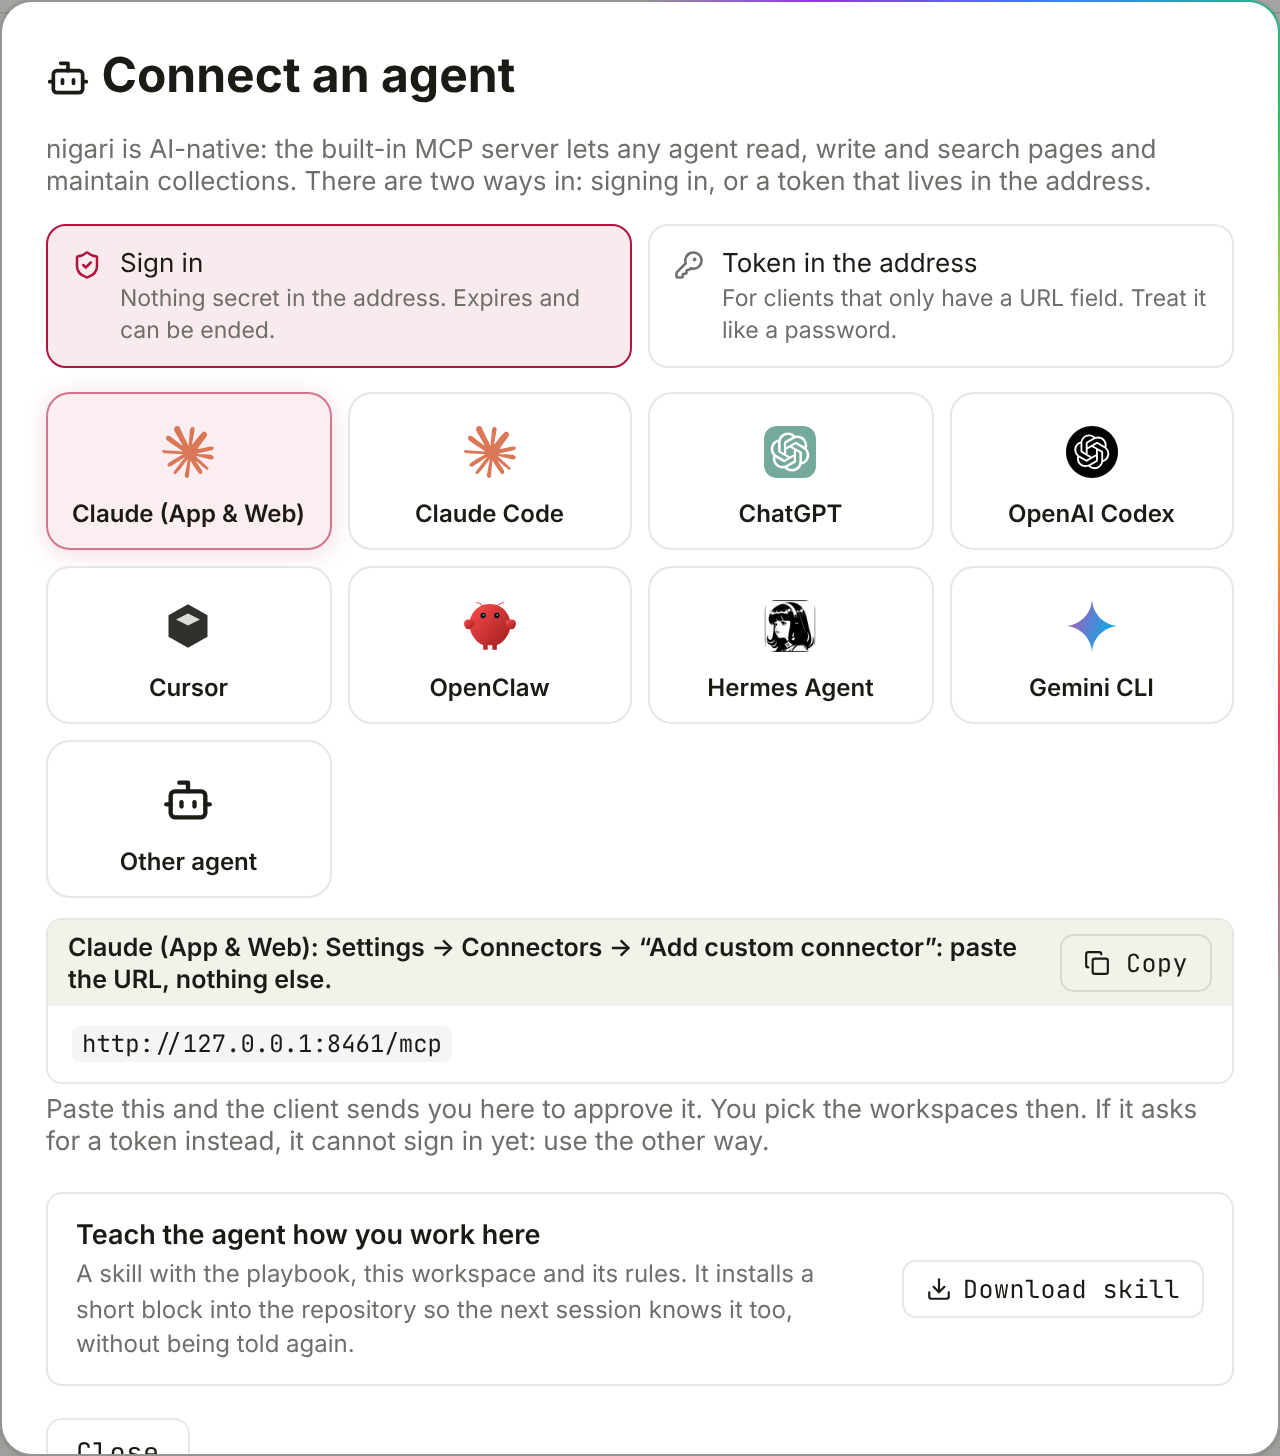 Connect an agent
nigari is AI-native: the built-in MCP server lets any agent read, write and search pages and
maintain collections. There are two ways in: signing in, or a token that lives in the address.
Sign in
Nothing secret in the address. Expires and
can be ended.
Token in the address
For clients that only have a URL field. Treat it
like a password.
Claude (App & Web)
Claude Code
ChatGPT
OpenAI Codex
Cursor
OpenClaw
Hermes Agent
Gemini CLI
Other agent
Claude (App & Web): Settings → Connectors → “Add custom connector”: paste
the URL, nothing else.
Copy
http://127.0.0.1:8461/mcp
Paste this and the client sends you here to approve it. You pick the workspaces then. If it asks
for a token instead, it cannot sign in yet: use the other way.
Teach the agent how you work here
A skill with the playbook, this workspace and its rules. It installs a
short block into the repository so the next session knows it too,
without being told again.
Download skill
Close